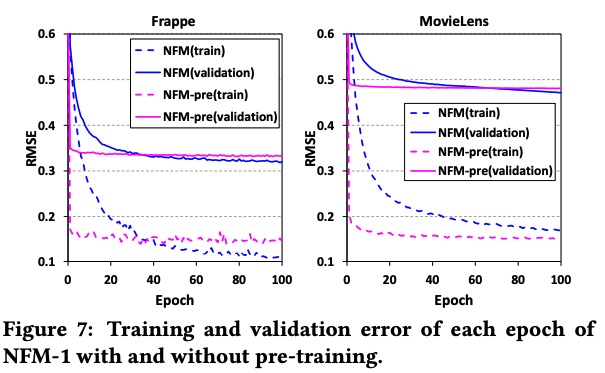 Frappe
0.6
0.5
0.4
0.3
0.2
0.1
RMSE
0 20 40 60 80 100
Epoch
NFM(train)
NFM(validation)
NFM-pre(train)
NFM-pre(validation)
MovieLens
0.6
0.5
0.4
0.3
0.2
0.1
RMSE
0 20 40 60 80 100
Epoch
NFM(train)
NFM(validation)
NFM-pre(train)
NFM-pre(validation)
Figure 7: Training and validation error of each epoch of
NFM-1 with and without pre-training.